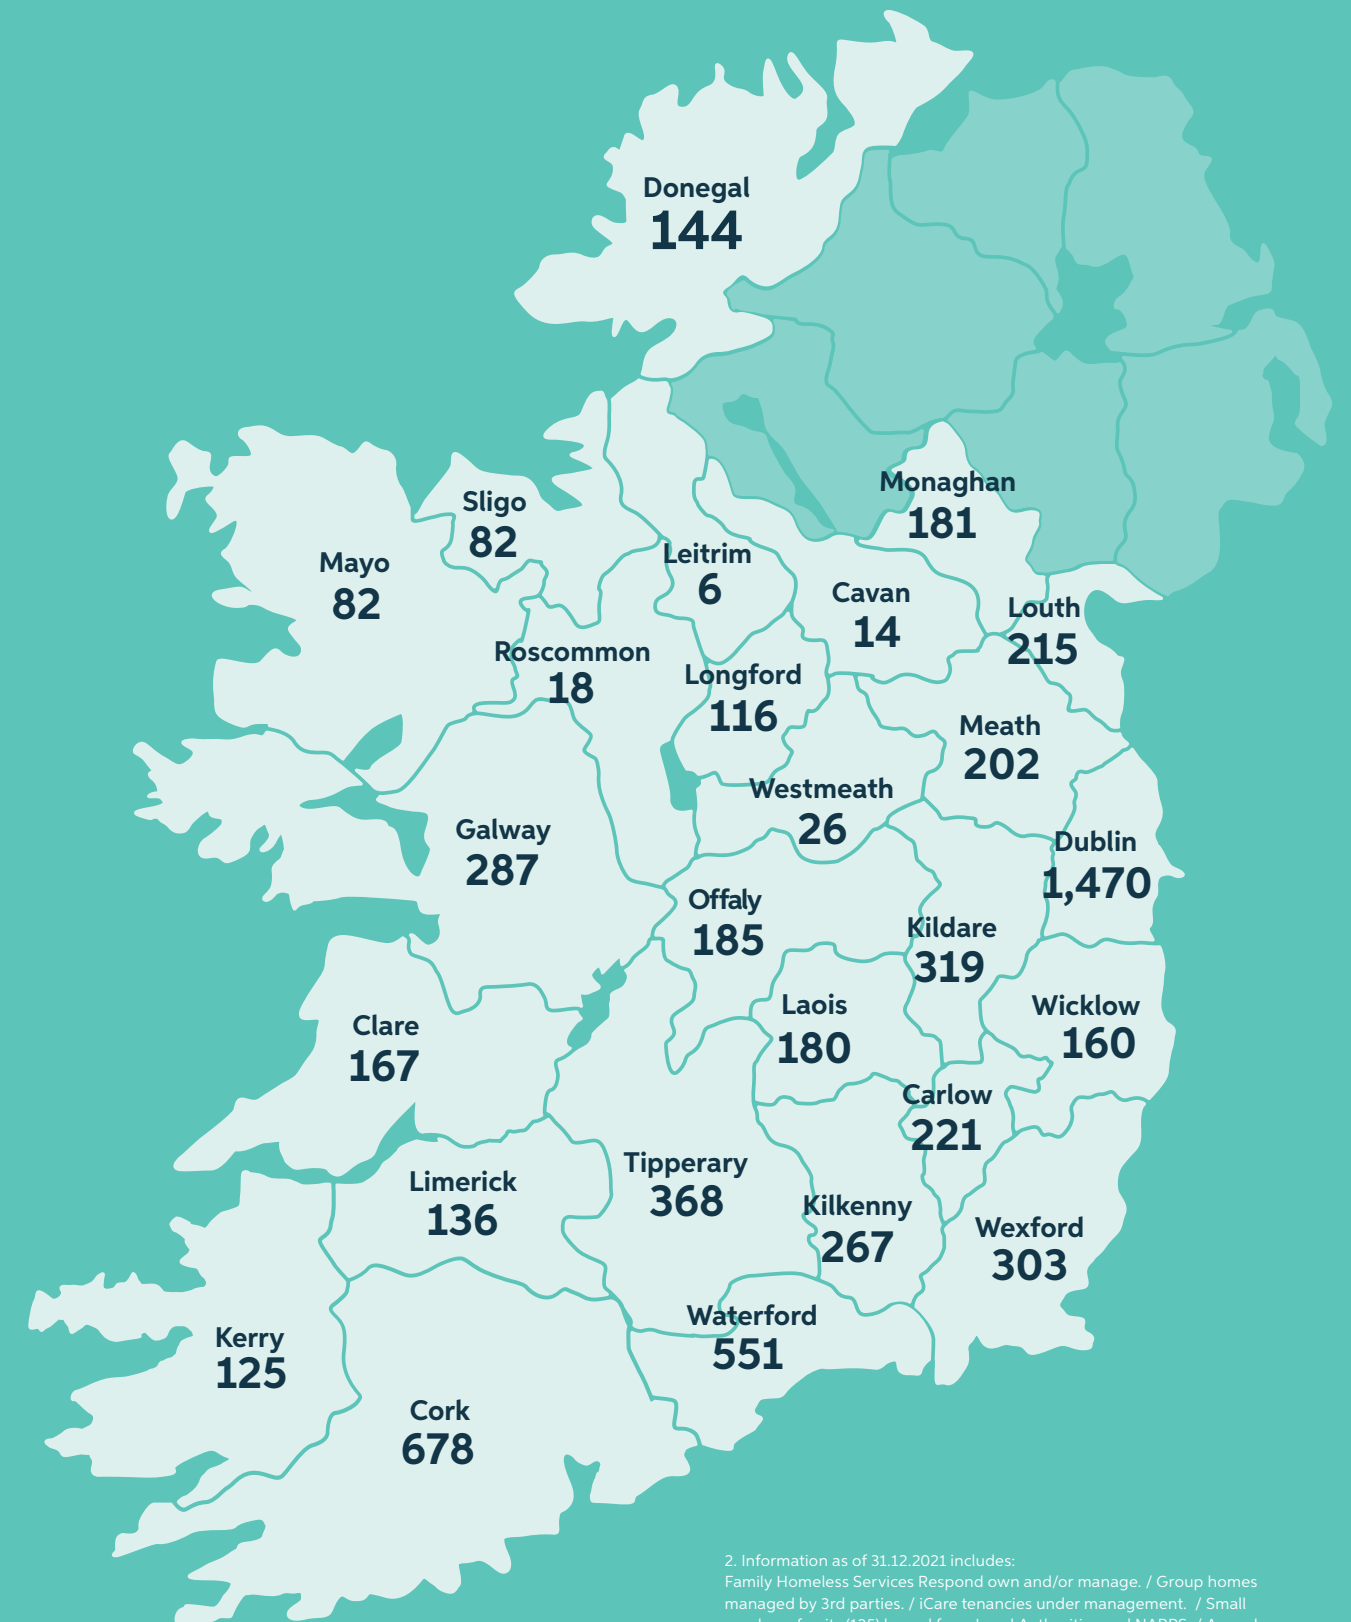 Donegal
144
Monaghan
181
Sligo
82
Leitrim
6
Mayo
82
Cavan
14
Louth
215
Roscommon
18
Longford
116
Meath
202
Westmeath
26
Galway
287
Dublin
1,470
Offaly
185
Kildare
319
Laois
180
Wicklow
160
Clare
167
Carlow
221
Tipperary
368
Limerick
136
Kilkenny
267
Wexford
303
Waterford
551
Kerry
125
Cork
678
2. Information as of 31.12.2021 includes:
Family Homeless Services Respond own and/or manage. / Group homes
managed by 3rd parties. / iCare tenancies under management. / Small